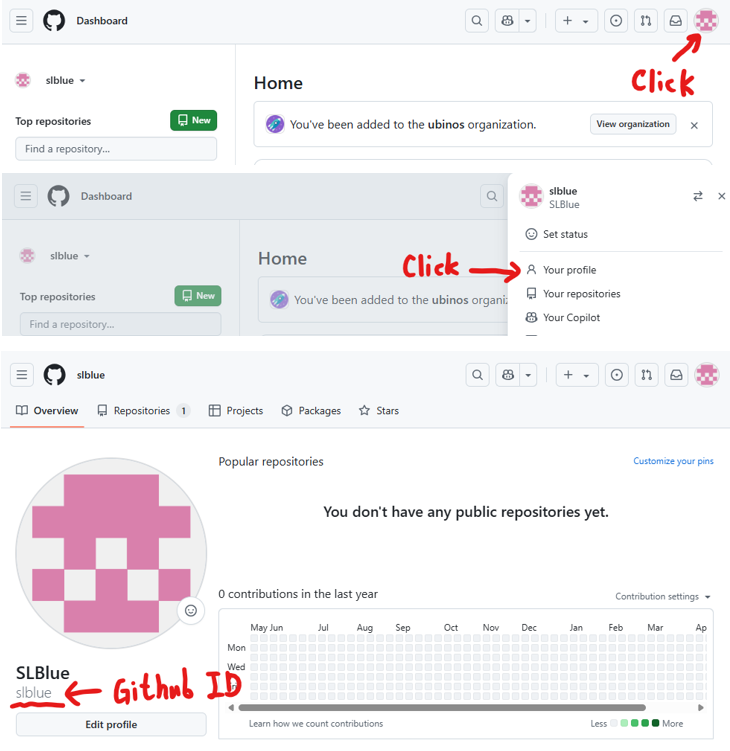 Dashboard
Click
slblue
Home
Top repositories
New
You've been added to the ubinos organization.
View organization
Find a repository...
Dashboard
slblue
SLBlue
Set status
slblue
Home
Click
Your profile
Top repositories
New
You've been added to the ubinos
Your repositories
Find a repository...
Your Copilot
slblue
Overview
Repositories 1
Projects
Packages
Stars
Popular repositories
Customize your pins
You don't have any public repositories yet.
0 contributions in the last year
Contribution settings
May Jun Jul Aug Sep Oct Nov Dec Jan Feb Mar Ap
Mon
Wed
SLBlue
slblue
Github ID
Learn how we count contributions
Less
More
Edit profile